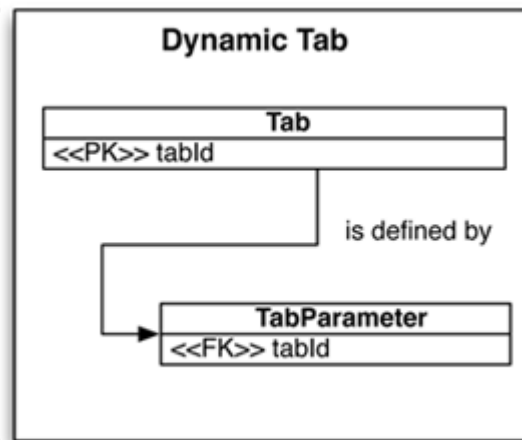 Dynamic Tab
Tab
<<PK>> tabId
is defined by
TabParameter
<<FK>> tabId